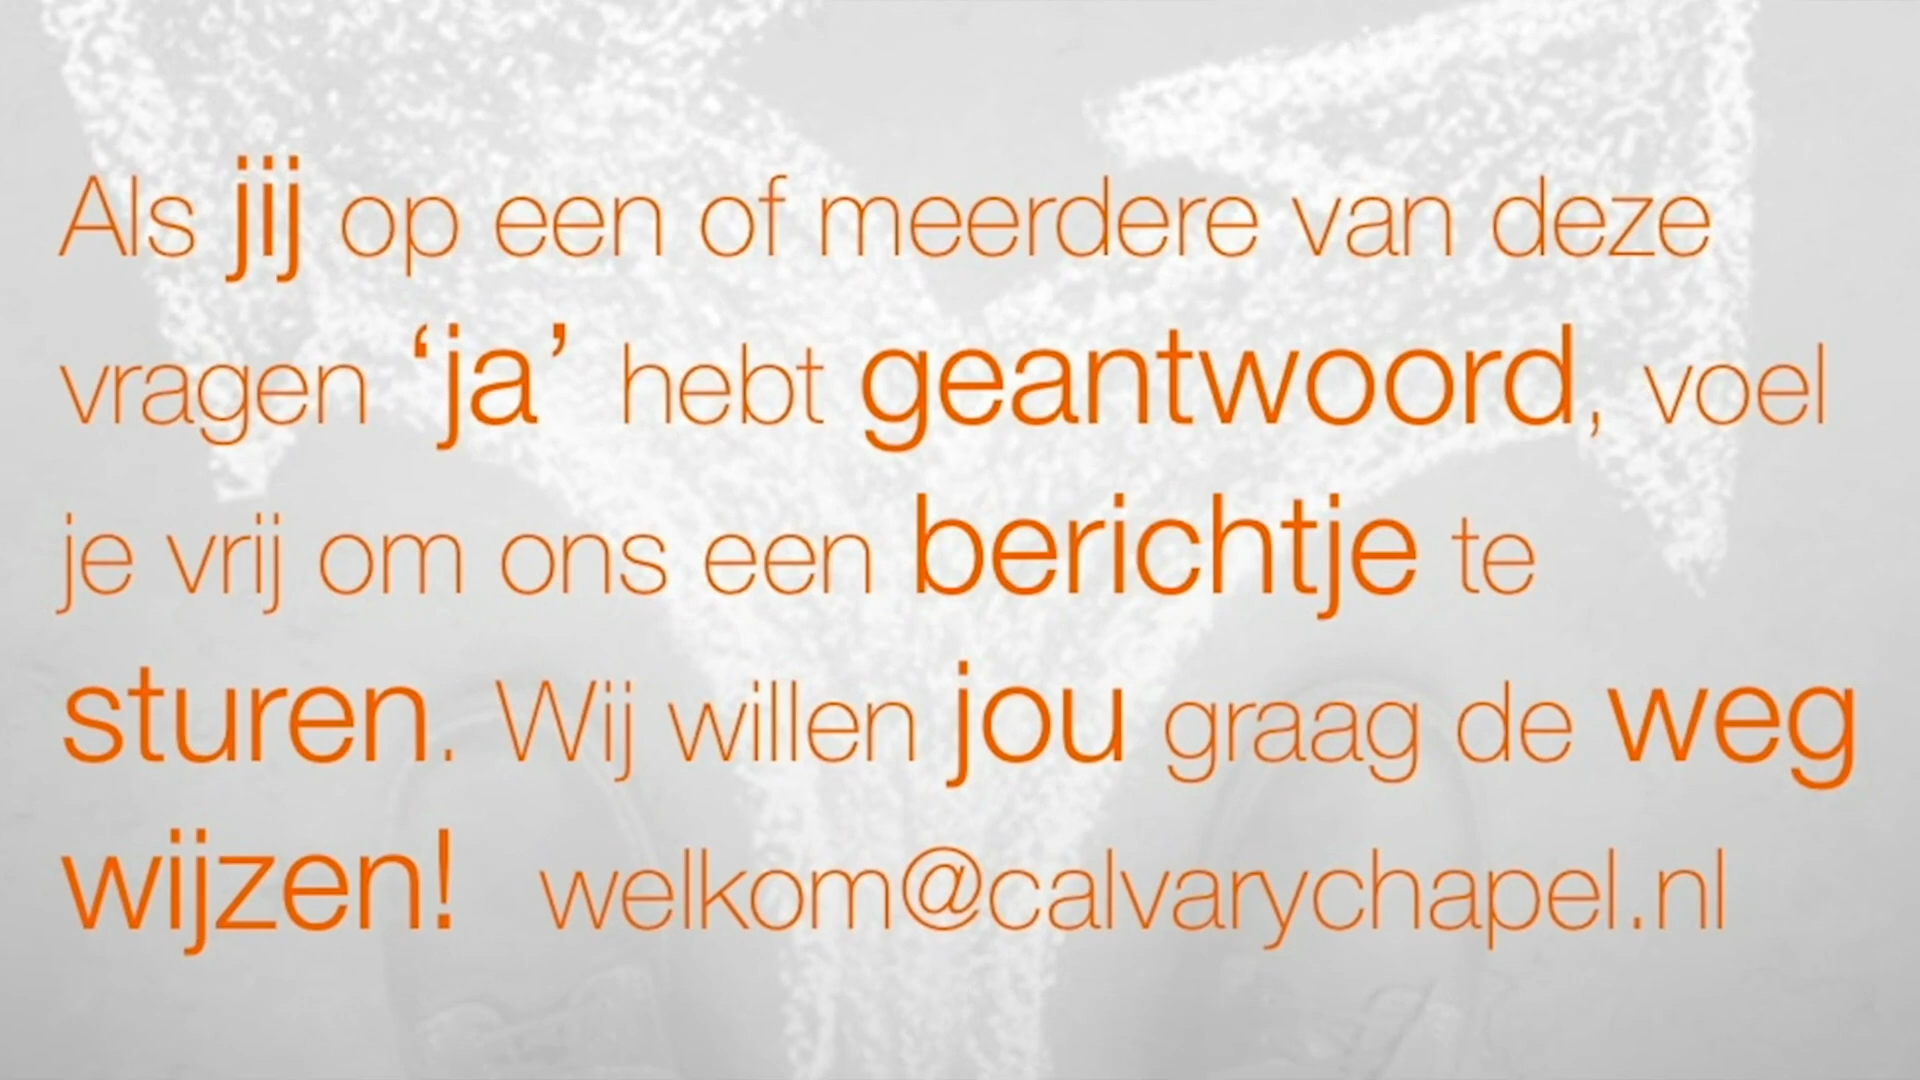 Als jij op een of meerdere van deze
vragen ‘ja’ hebt geantwoord, voel
je vrij om ons een berichtje te
sturen. Wij willen jou graag de weg
wijzen! welkom@calvarychapel.nl